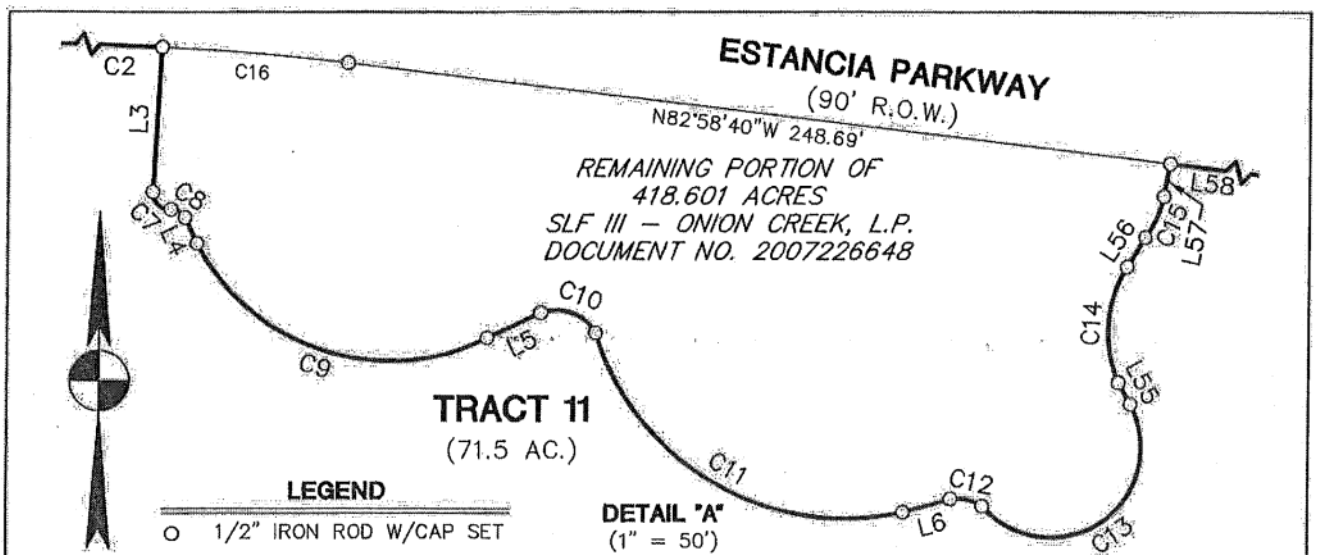 ESTANCIA PARKWAY
(90' R.O.W.)
C2
C16
N82°58'40"W 248.69'
L3
REMAINING PORTION OF
418.601 ACRES
SLF III – ONION CREEK, L.P.
DOCUMENT NO. 2007226648
L58
C15
L57
L56
C8
C7
L4
C10
C14
L5
C9
L55
TRACT 11
(71.5 AC.)
C11
C12
L6
C13
LEGEND
1/2" IRON ROD W/CAP SET
DETAIL "A"
(1" = 50')